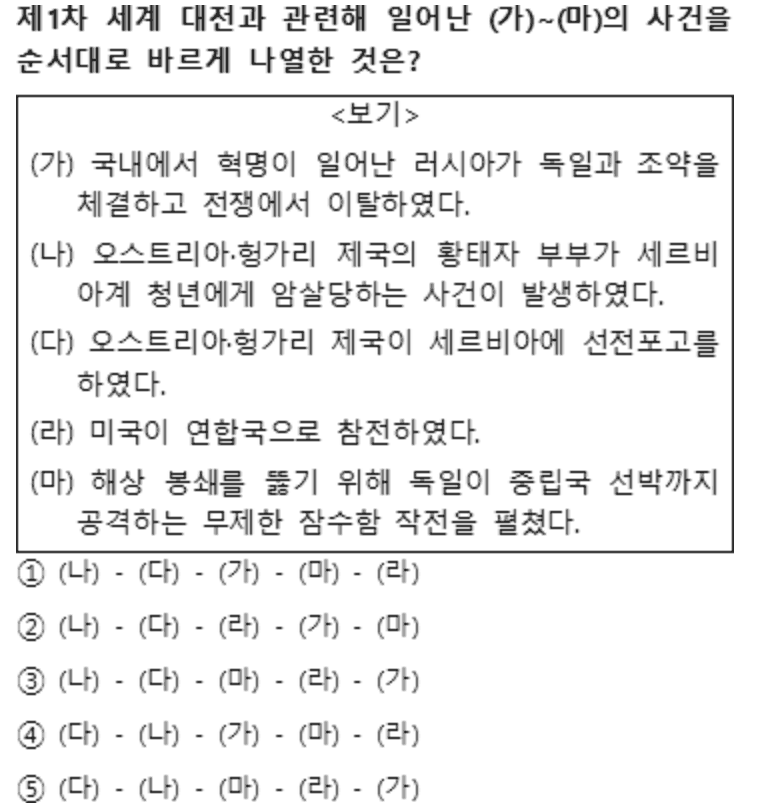 제1차 세계 대전과 관련해 일어난 (가)~(마)의 사건을
순서대로 바르게 나열한 것은?
<보기>
(가) 국내에서 혁명이 일어난 러시아가 독일과 조약을
체결하고 전쟁에서 이탈하였다.
(나) 오스트리아·헝가리 제국의 황태자 부부가 세르비
아계 청년에게 암살당하는 사건이 발생하였다.
(다) 오스트리아·헝가리 제국이 세르비아에 선전포고를
하였다.
(라) 미국이 연합국으로 참전하였다.
(마) 해상 봉쇄를 뚫기 위해 독일이 중립국 선박까지
공격하는 무제한 잠수함 작전을 펼쳤다.
① (나) - (다) - (가) - (마) - (라)
② (나) - (다) - (라) - (가) - (마)
③ (나) - (다) - (마) - (라) - (가)
④ (다) - (나) - (가) - (마) - (라)
⑤ (다) - (나) - (마) - (라) - (가)